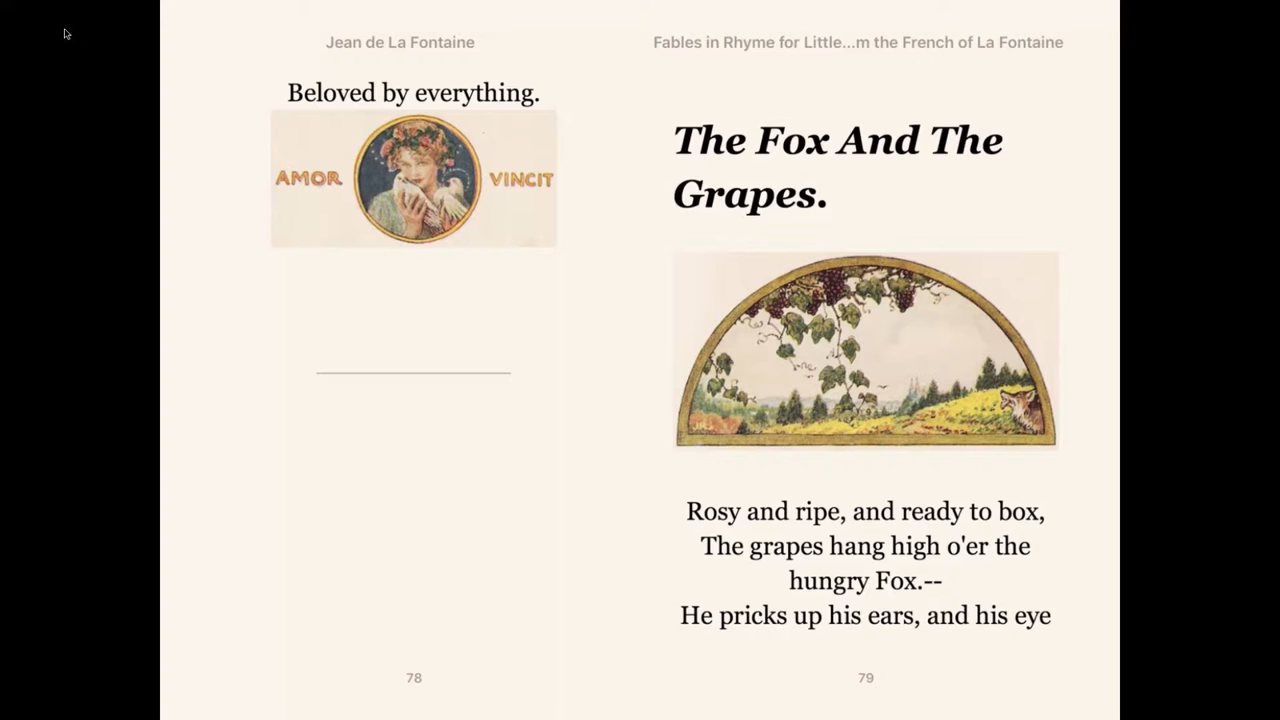 Jean de La Fontaine
Beloved by everything.
AMOR VINCIT
78
Fables in Rhyme for Little...m the French of La Fontaine
The Fox And The
Grapes.
Rosy and ripe, and ready to box,
The grapes hang high o'er the
hungry Fox.--
He pricks up his ears, and his eye
79